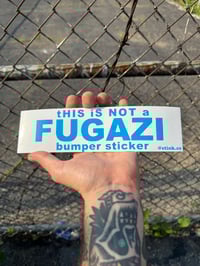 tHIS iS NOT a
FUGAZI
bumper sticker